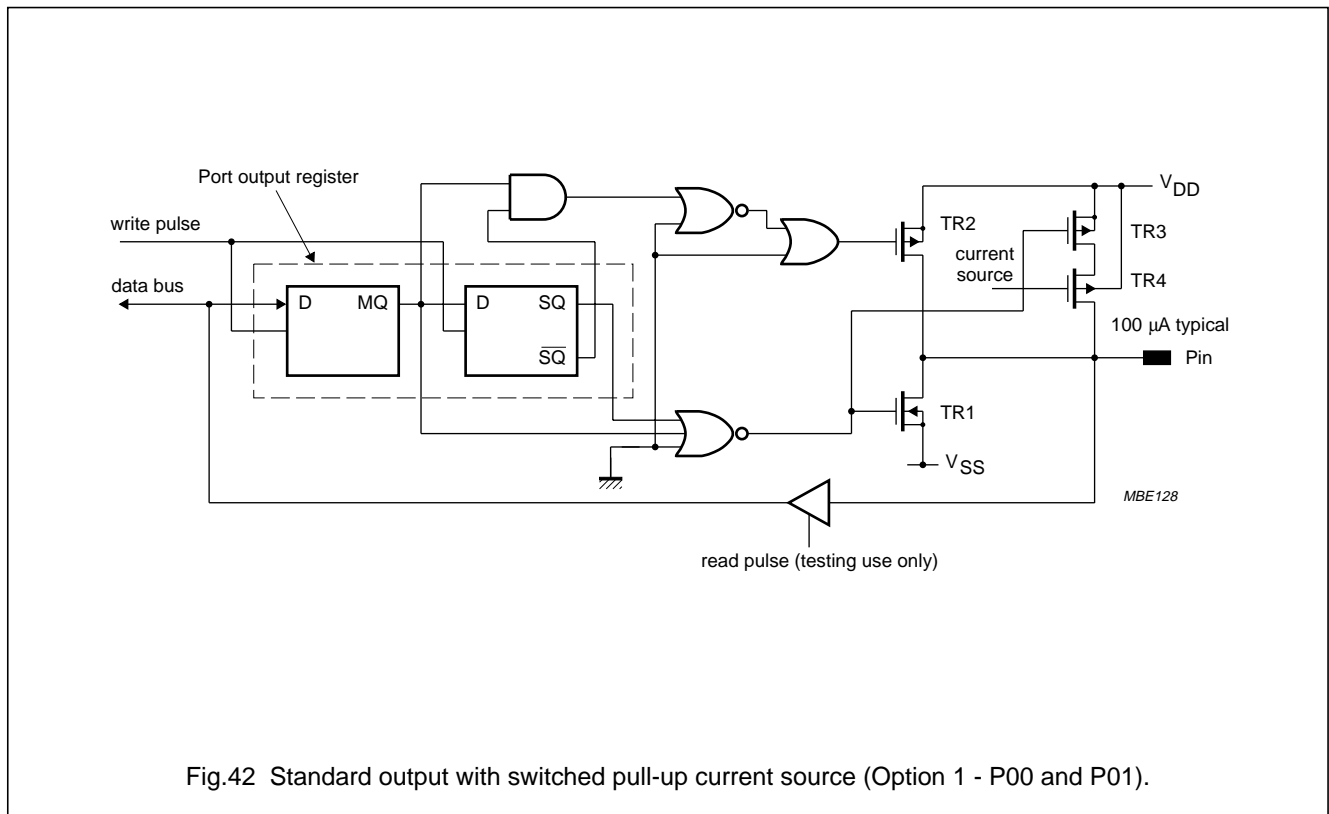 Port output register
write pulse
data bus
D MQ
D SQ
SQ
TR2
current
source
VDD
TR3
TR4
100 μA typical
Pin
TR1
VSS
MBE128
read pulse (testing use only)
Fig.42 Standard output with switched pull-up current source (Option 1 - P00 and P01).